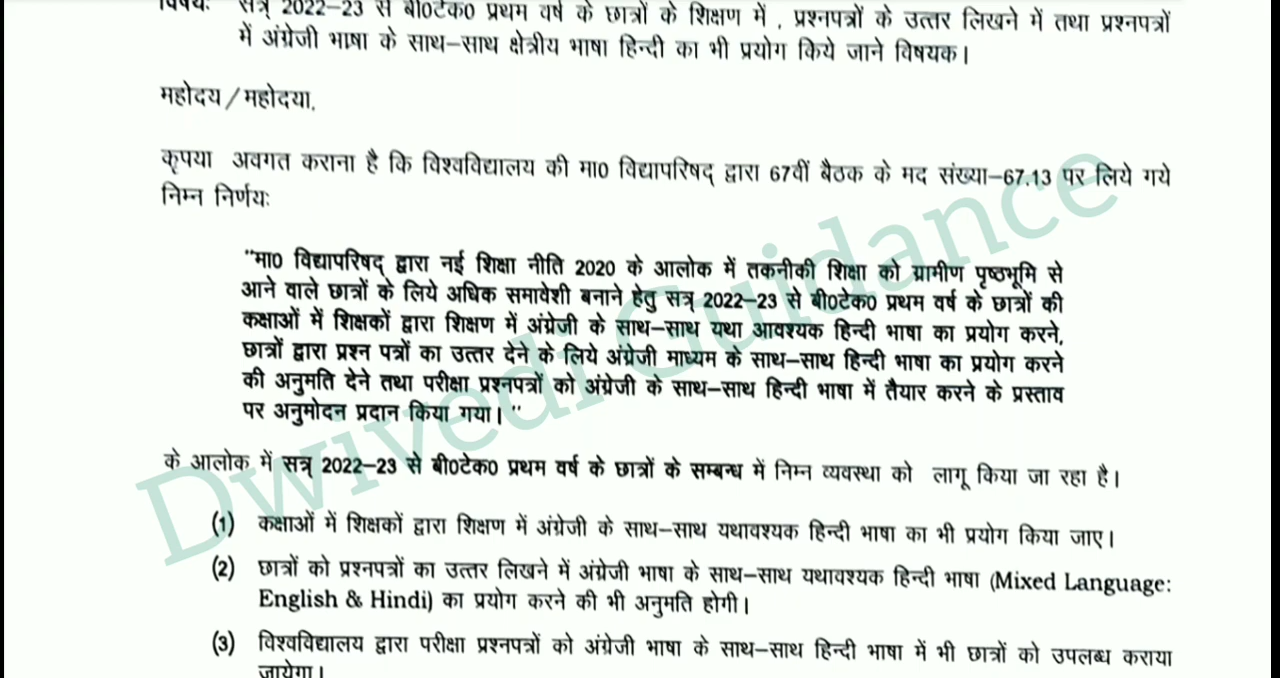 विषयः सत्र् 2022–23 से बी0टेक0 प्रथम वर्ष के छात्रों के शिक्षण में , प्रश्नपत्रों के उत्तर लिखने में तथा प्रश्नपत्रों
में अंग्रेजी भाषा के साथ–साथ क्षेत्रीय भाषा हिन्दी का भी प्रयोग किये जाने विषयक।
महोदय/महोदया,
कृपया अवगत कराना है कि विश्वविद्यालय की मा0 विद्यापरिषद् द्वारा 67वीं बैठक के मद संख्या–67.13 पर लिये गये
निम्न निर्णयः
"मा0 विद्यापरिषद् द्वारा नई शिक्षा नीति 2020 के आलोक में तकनीकी शिक्षा को ग्रामीण पृष्ठभूमि से
आने वाले छात्रों के लिये अधिक समावेशी बनाने हेतु सत्र् 2022–23 से बी0टेक0 प्रथम वर्ष के छात्रों की
कक्षाओं में शिक्षकों द्वारा शिक्षण में अंग्रेजी के साथ–साथ यथा आवश्यक हिन्दी भाषा का प्रयोग करने,
छात्रों द्वारा प्रश्न पत्रों का उत्तर देने के लिये अंग्रेजी माध्यम के साथ–साथ हिन्दी भाषा का प्रयोग करने
की अनुमति देने तथा परीक्षा प्रश्नपत्रों को अंग्रेजी के साथ–साथ हिन्दी भाषा में तैयार करने के प्रस्ताव
पर अनुमोदन प्रदान किया गया। "
के आलोक में सत्र् 2022–23 से बी0टेक0 प्रथम वर्ष के छात्रों के सम्बन्ध में निम्न व्यवस्था को लागू किया जा रहा है।
(1) कक्षाओं में शिक्षकों द्वारा शिक्षण में अंग्रेजी के साथ–साथ यथावश्यक हिन्दी भाषा का भी प्रयोग किया जाए।
(2) छात्रों को प्रश्नपत्रों का उत्तर लिखने में अंग्रेजी भाषा के साथ–साथ यथावश्यक हिन्दी भाषा (Mixed Language:
English & Hindi) का प्रयोग करने की भी अनुमति होगी।
(3) विश्वविद्यालय द्वारा परीक्षा प्रश्नपत्रों को अंग्रेजी भाषा के साथ–साथ हिन्दी भाषा में भी छात्रों को उपलब्ध कराया
जायेगा।
Dwivedi Guidance